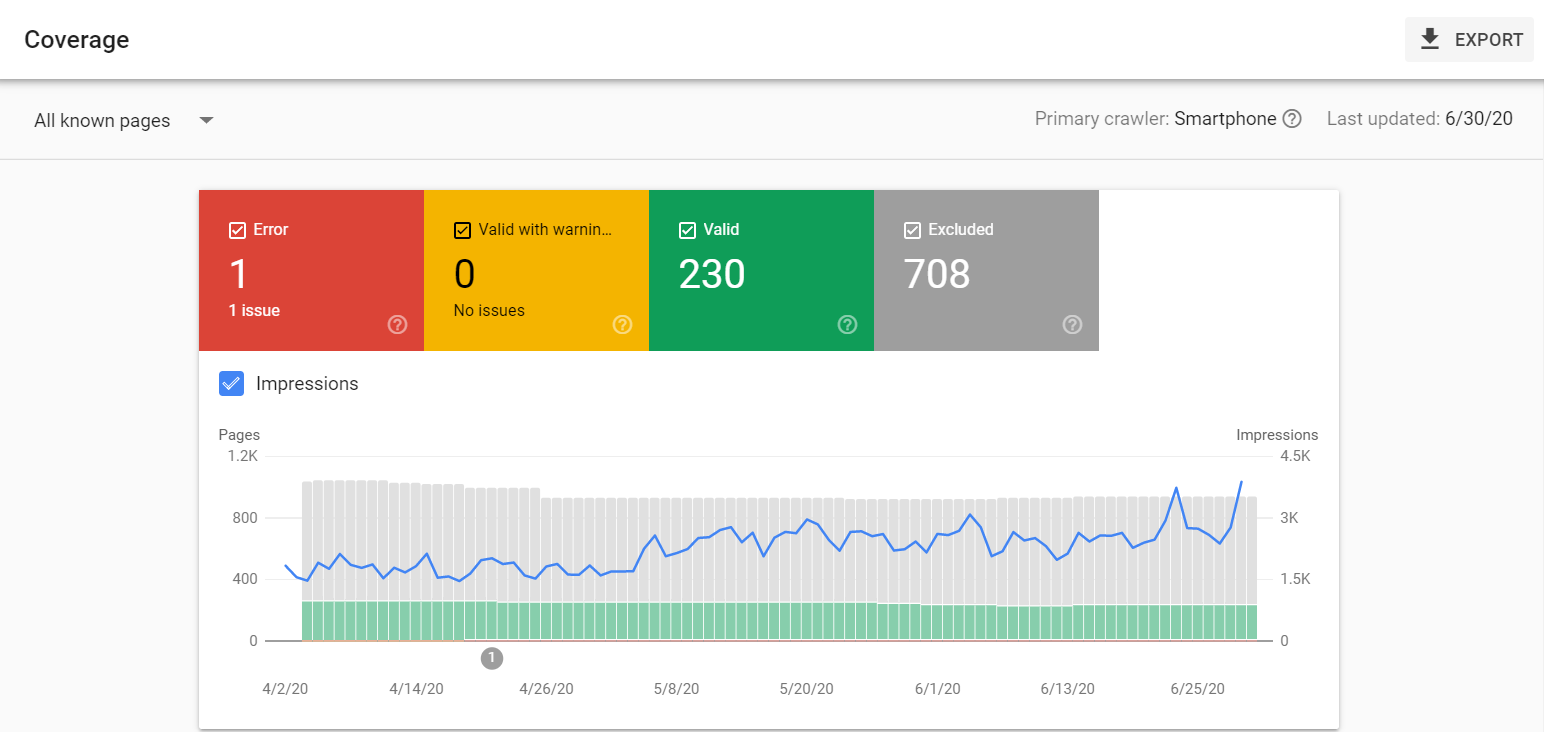 Coverage
EXPORT
All known pages
Primary crawler: Smartphone
Last updated: 6/30/20
Error
1
1 issue
Valid with warnin...
0
No issues
Valid
230
Excluded
708
Impressions
Pages
Impressions
1.2K
4.5K
800
3K
400
1.5K
0
0
1
4/2/20 4/14/20 4/26/20 5/8/20 5/20/20 6/1/20 6/13/20 6/25/20